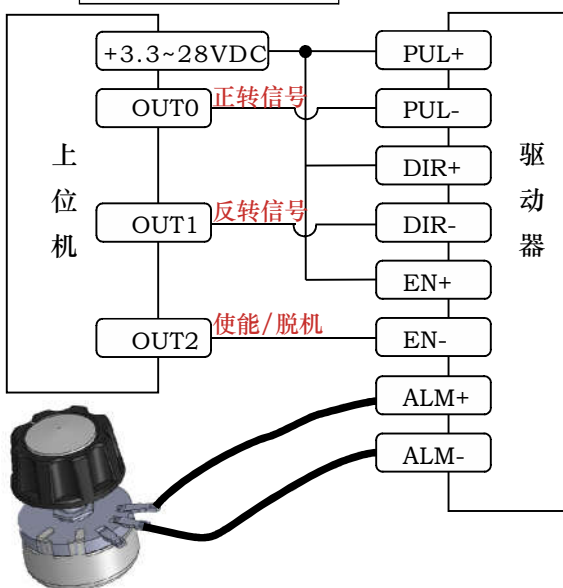 +3.3~28VDC
PUL+
正转信号
OUT0
PUL-
上位机
DIR+
驱动器
反转信号
OUT1
DIR-
EN+
使能/脱机
OUT2
EN-
ALM+
ALM-